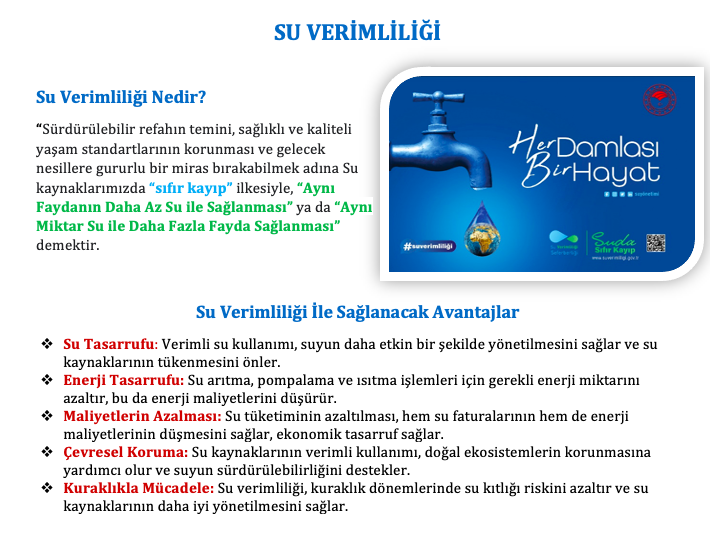 SU VERİMLİLİĞİ
Su Verimliliği Nedir?
“Sürdürülebilir refahın temini, sağlıklı ve kaliteli
yaşam standartlarının korunması ve gelecek
nesillere gururlu bir miras bırakabilmek adına Su
kaynaklarımızda “sıfır kayıp” ilkesiyle, “Aynı
Faydanın Daha Az Su ile Sağlanması” ya da “Aynı
Miktar Su ile Daha Fazla Fayda Sağlanması”
demektir.
Her Damlası
Bir Hayat
#suverimliliği
Suda
Sıfır Kayıp
www.suverimliligi.gov.tr
Su Verimliliği İle Sağlanacak Avantajlar
❖ Su Tasarrufu: Verimli su kullanımı, suyun daha etkin bir şekilde yönetilmesini sağlar ve su
kaynaklarının tükenmesini önler.
❖ Enerji Tasarrufu: Su arıtma, pompalama ve ısıtma işlemleri için gerekli enerji miktarını
azaltır, bu da enerji maliyetlerini düşürür.
❖ Maliyetlerin Azalması: Su tüketiminin azaltılması, hem su faturalarının hem de enerji
maliyetlerinin düşmesini sağlar, ekonomik tasarruf sağlar.
❖ Çevresel Koruma: Su kaynaklarının verimli kullanımı, doğal ekosistemlerin korunmasına
yardımcı olur ve suyun sürdürülebilirliğini destekler.
❖ Kuraklıkla Mücadele: Su verimliliği, kuraklık dönemlerinde su kıtlığı riskini azaltır ve su
kaynaklarının daha iyi yönetilmesini sağlar.